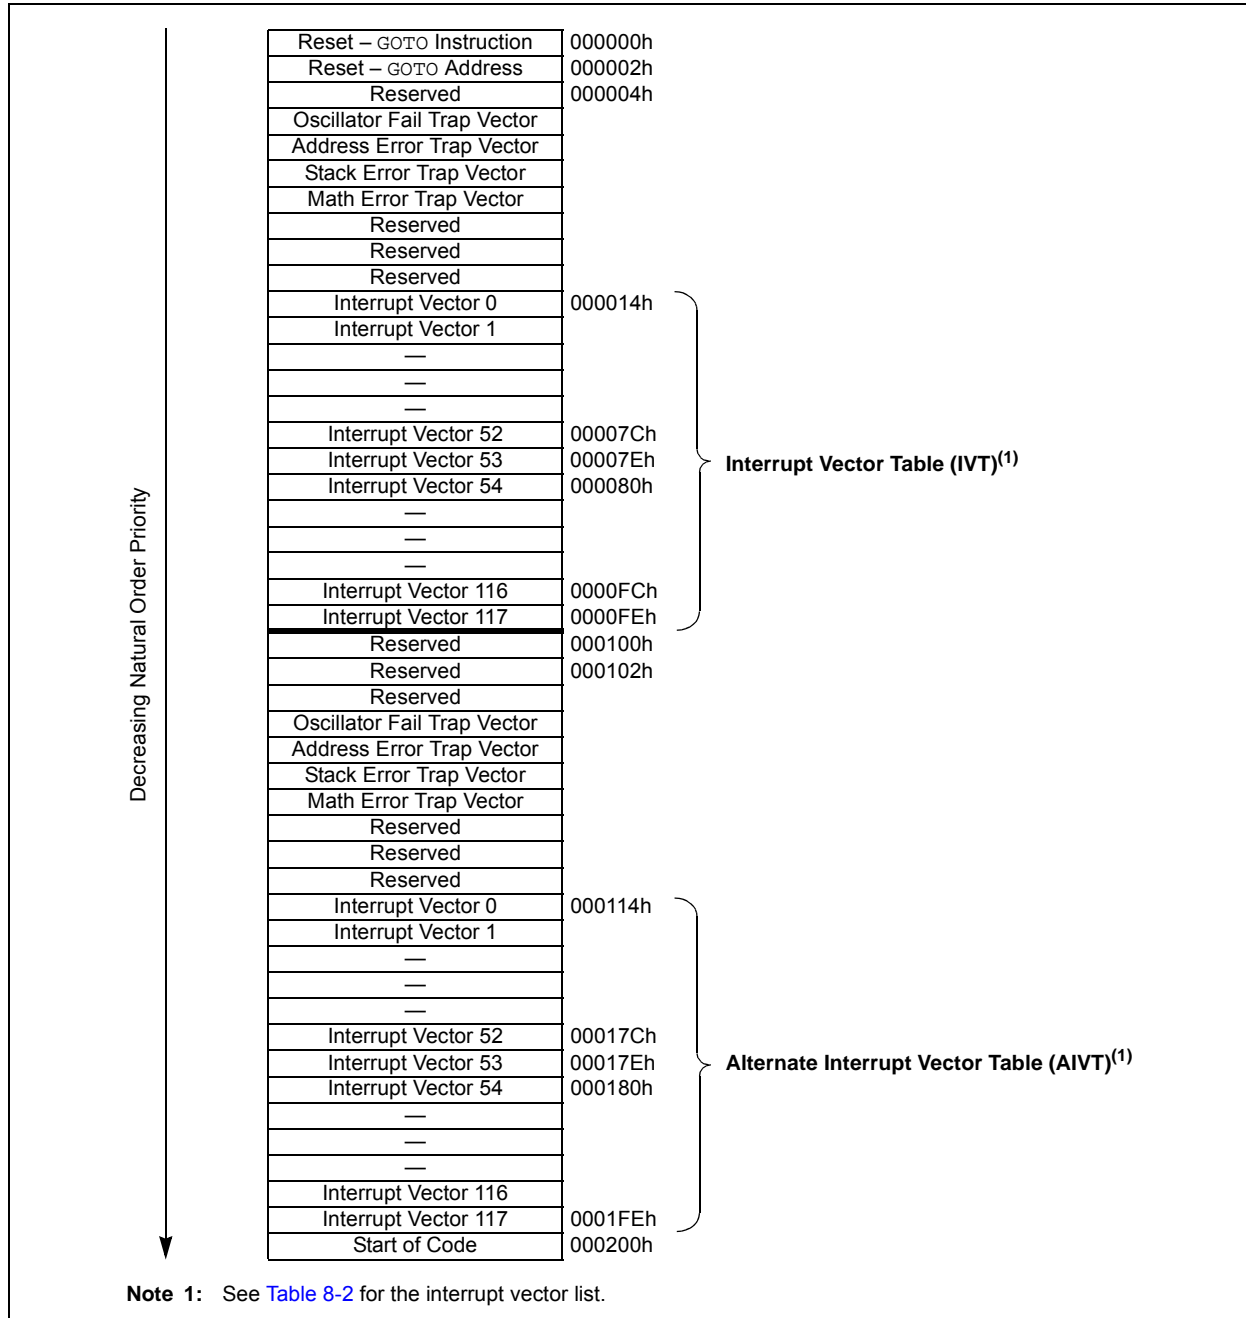 Reset – GOTO Instruction 000000h
Reset – GOTO Address 000002h
Reserved 000004h
Oscillator Fail Trap Vector
Address Error Trap Vector
Stack Error Trap Vector
Math Error Trap Vector
Reserved
Reserved
Reserved
Interrupt Vector 0 000014h
Interrupt Vector 1
—
—
—
Interrupt Vector 52 00007Ch
Interrupt Vector 53 00007Eh
Interrupt Vector 54 000080h
—
—
—
Interrupt Vector 116 0000FCh
Interrupt Vector 117 0000FEh
Interrupt Vector Table (IVT)(1)
Decreasing Natural Order Priority
Reserved 000100h
Reserved 000102h
Reserved
Oscillator Fail Trap Vector
Address Error Trap Vector
Stack Error Trap Vector
Math Error Trap Vector
Reserved
Reserved
Reserved
Interrupt Vector 0 000114h
Interrupt Vector 1
—
—
—
Interrupt Vector 52 00017Ch
Interrupt Vector 53 00017Eh
Interrupt Vector 54 000180h
—
—
—
Interrupt Vector 116
Interrupt Vector 117 0001FEh
Alternate Interrupt Vector Table (AIVT)(1)
Start of Code 000200h
Note 1: See Table 8-2 for the interrupt vector list.